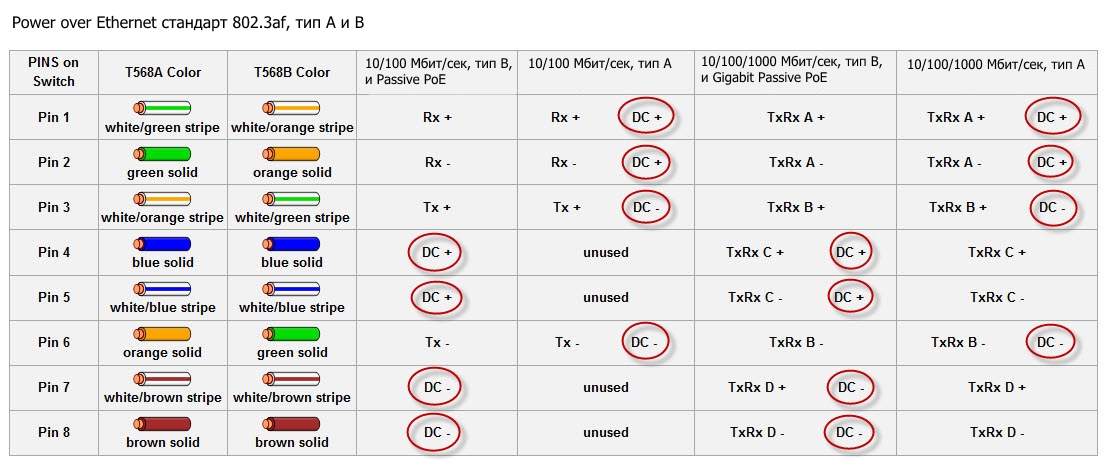 Power over Ethernet стандарт 802.3af, тип А и В
PINS on Switch | T568A Color | T568B Color | 10/100 Мбит/сек, тип В, и Passive PoE | 10/100 Мбит/сек, тип А | 10/100/1000 Мбит/сек, тип В, и Gigabit Passive PoE | 10/100/1000 Мбит/сек, тип А
Pin 1 | white/green stripe | white/orange stripe | Rx + | Rx + DC + | TxRx A + | TxRx A + DC +
Pin 2 | green solid | orange solid | Rx - | Rx - DC + | TxRx A - | TxRx A - DC +
Pin 3 | white/orange stripe | white/green stripe | Tx + | Tx + DC - | TxRx B + | TxRx B + DC -
Pin 4 | blue solid | blue solid | DC + | unused | TxRx C + DC + | TxRx C +
Pin 5 | white/blue stripe | white/blue stripe | DC + | unused | TxRx C - DC + | TxRx C -
Pin 6 | orange solid | green solid | Tx - | Tx - DC - | TxRx B - | TxRx B - DC -
Pin 7 | white/brown stripe | white/brown stripe | DC - | unused | TxRx D + DC - | TxRx D +
Pin 8 | brown solid | brown solid | DC - | unused | TxRx D - DC - | TxRx D -